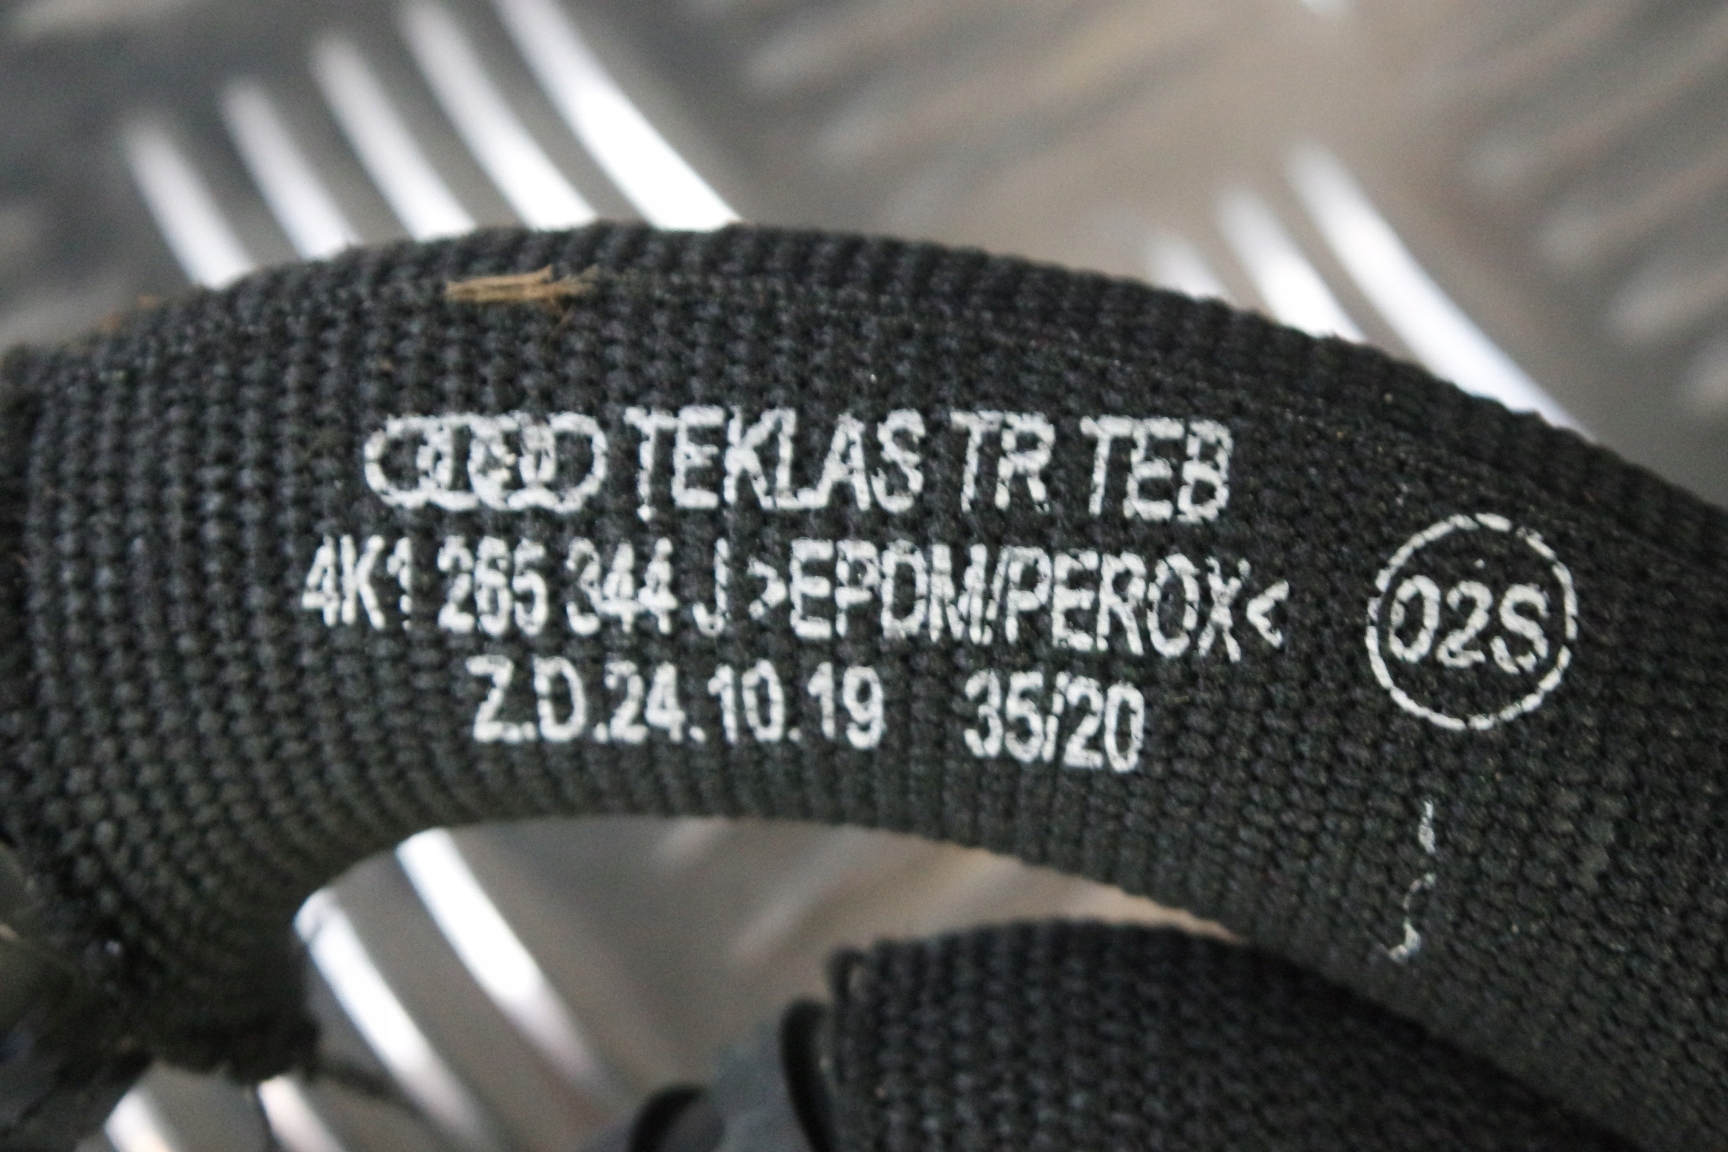 TEKLAS TR TEB
4K1 265 344 J >EPDM/PEROX<
02S
Z.D.24.10.19 35/20